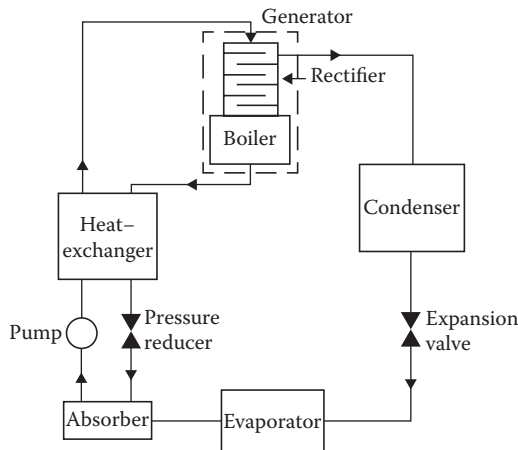 Generator
Rectifier
Boiler
Heat–
exchanger
Condenser
Pump
Pressure
reducer
Expansion
valve
Absorber
Evaporator